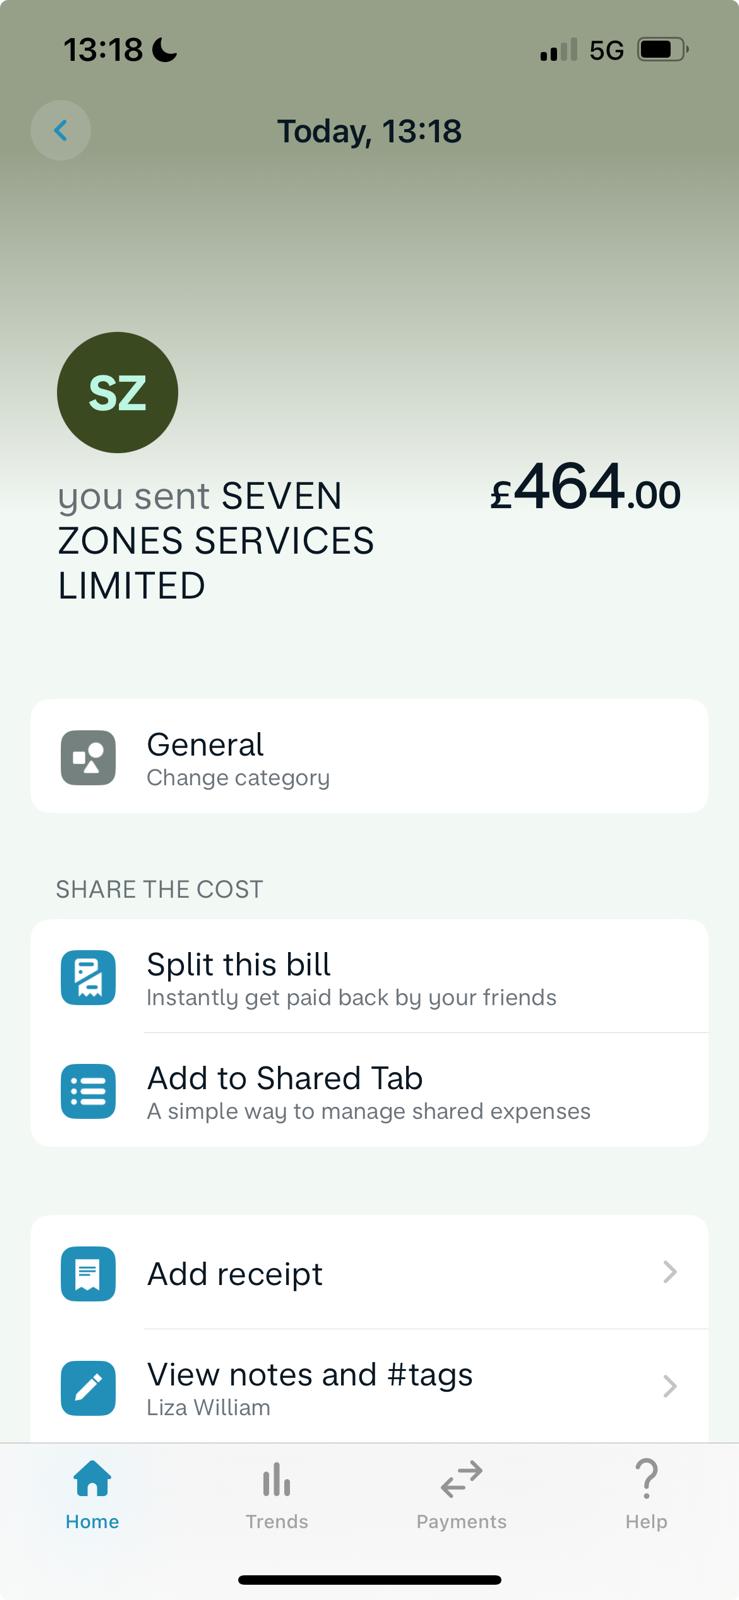 13:18
5G
Today, 13:18
SZ
you sent SEVEN
ZONES SERVICES
LIMITED
£464.00
General
Change category
SHARE THE COST
Split this bill
Instantly get paid back by your friends
Add to Shared Tab
A simple way to manage shared expenses
Add receipt
View notes and #tags
Liza William
Home
Trends
Payments
Help